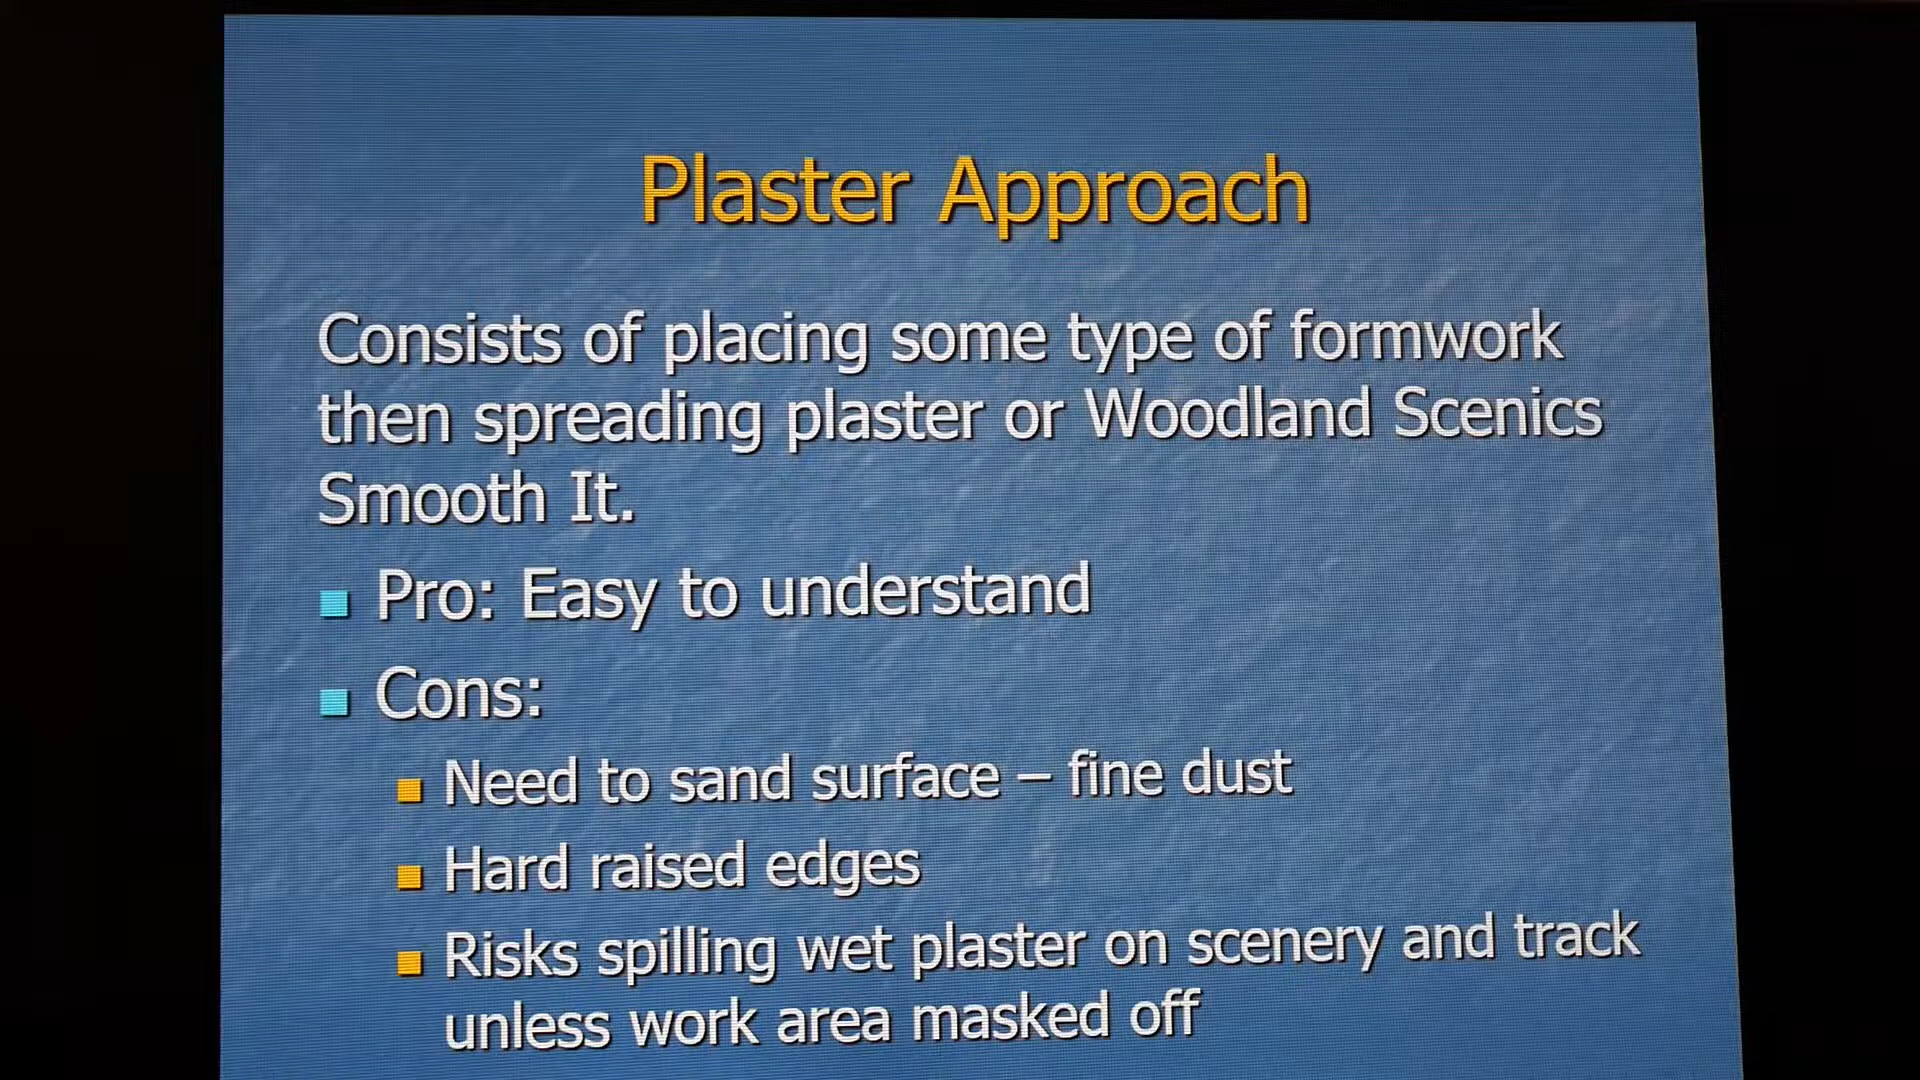 Plaster Approach
Consists of placing some type of formwork
then spreading plaster or Woodland Scenics
Smooth It.
Pro: Easy to understand
Cons:
Need to sand surface – fine dust
Hard raised edges
Risks spilling wet plaster on scenery and track
unless work area masked off